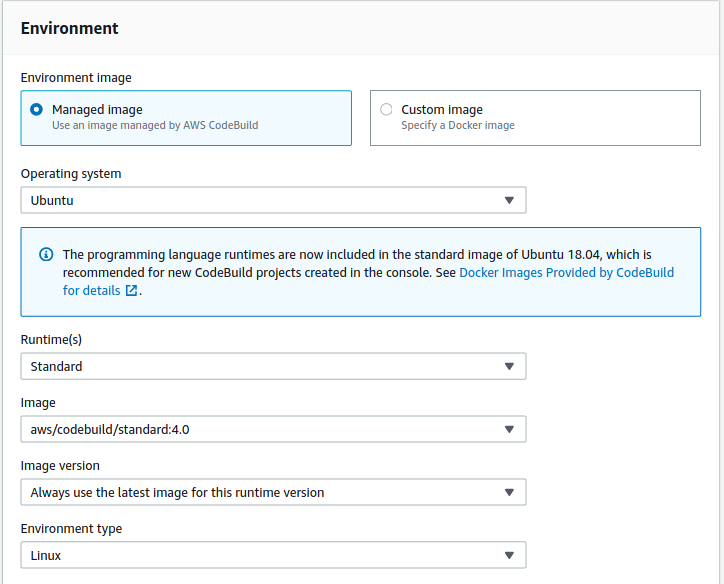 Environment
Environment image
Managed image
Use an image managed by AWS CodeBuild
Custom image
Specify a Docker image
Operating system
Ubuntu
The programming language runtimes are now included in the standard image of Ubuntu 18.04, which is
recommended for new CodeBuild projects created in the console. See Docker Images Provided by CodeBuild
for details .
Runtime(s)
Standard
Image
aws/codebuild/standard:4.0
Image version
Always use the latest image for this runtime version
Environment type
Linux